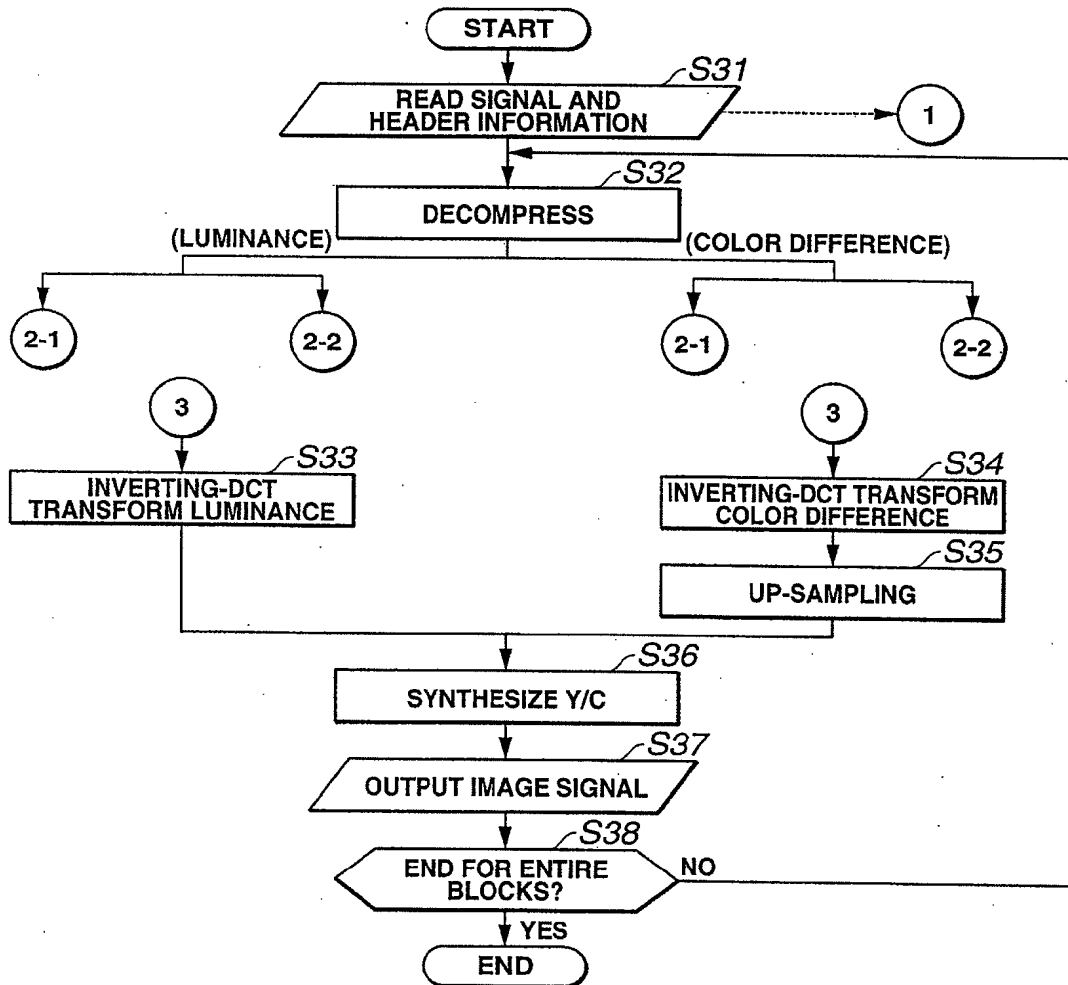 START
S31
READ SIGNAL AND
HEADER INFORMATION
1
S32
DECOMPRESS
(LUMINANCE)
(COLOR DIFFERENCE)
2-1
2-2
2-1
2-2
3
3
S33
INVERTING-DCT
TRANSFORM LUMINANCE
S34
INVERTING-DCT TRANSFORM
COLOR DIFFERENCE
S35
UP-SAMPLING
S36
SYNTHESIZE Y/C
S37
OUTPUT IMAGE SIGNAL
S38
END FOR ENTIRE
BLOCKS?
NO
YES
END